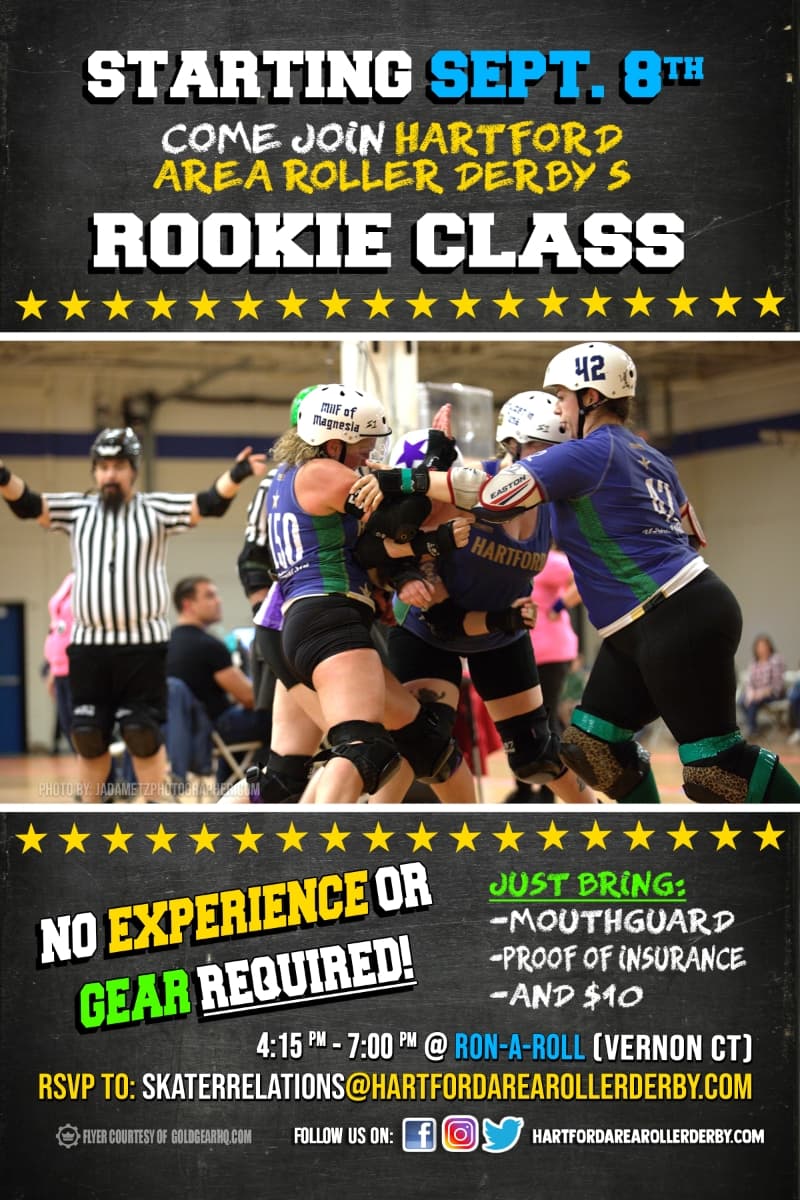 STARTING SEPT. 8TH
COME JOIN HARTFORD
AREA ROLLER DERBY S
ROOKIE CLASS
42
Milf of
Magnesia
51
EASTON
150
HARTFORD
PHOTO BY: JADAMETZPHOTOGRAPHER.COM
NO EXPERIENCE OR
GEAR REQUIRED!
JUST BRING:
-MOUTHGUARD
-PROOF OF INSURANCE
-AND $10
4:15 PM - 7:00 PM @ RON-A-ROLL (VERNON CT)
RSVP TO: SKATERRELATIONS@HARTFORDAREAROLLERDERBY.COM
FLYER COURTESY OF GOLDGEARHQ.COM
FOLLOW US ON:
HARTFORDAREAROLLERDERBY.COM